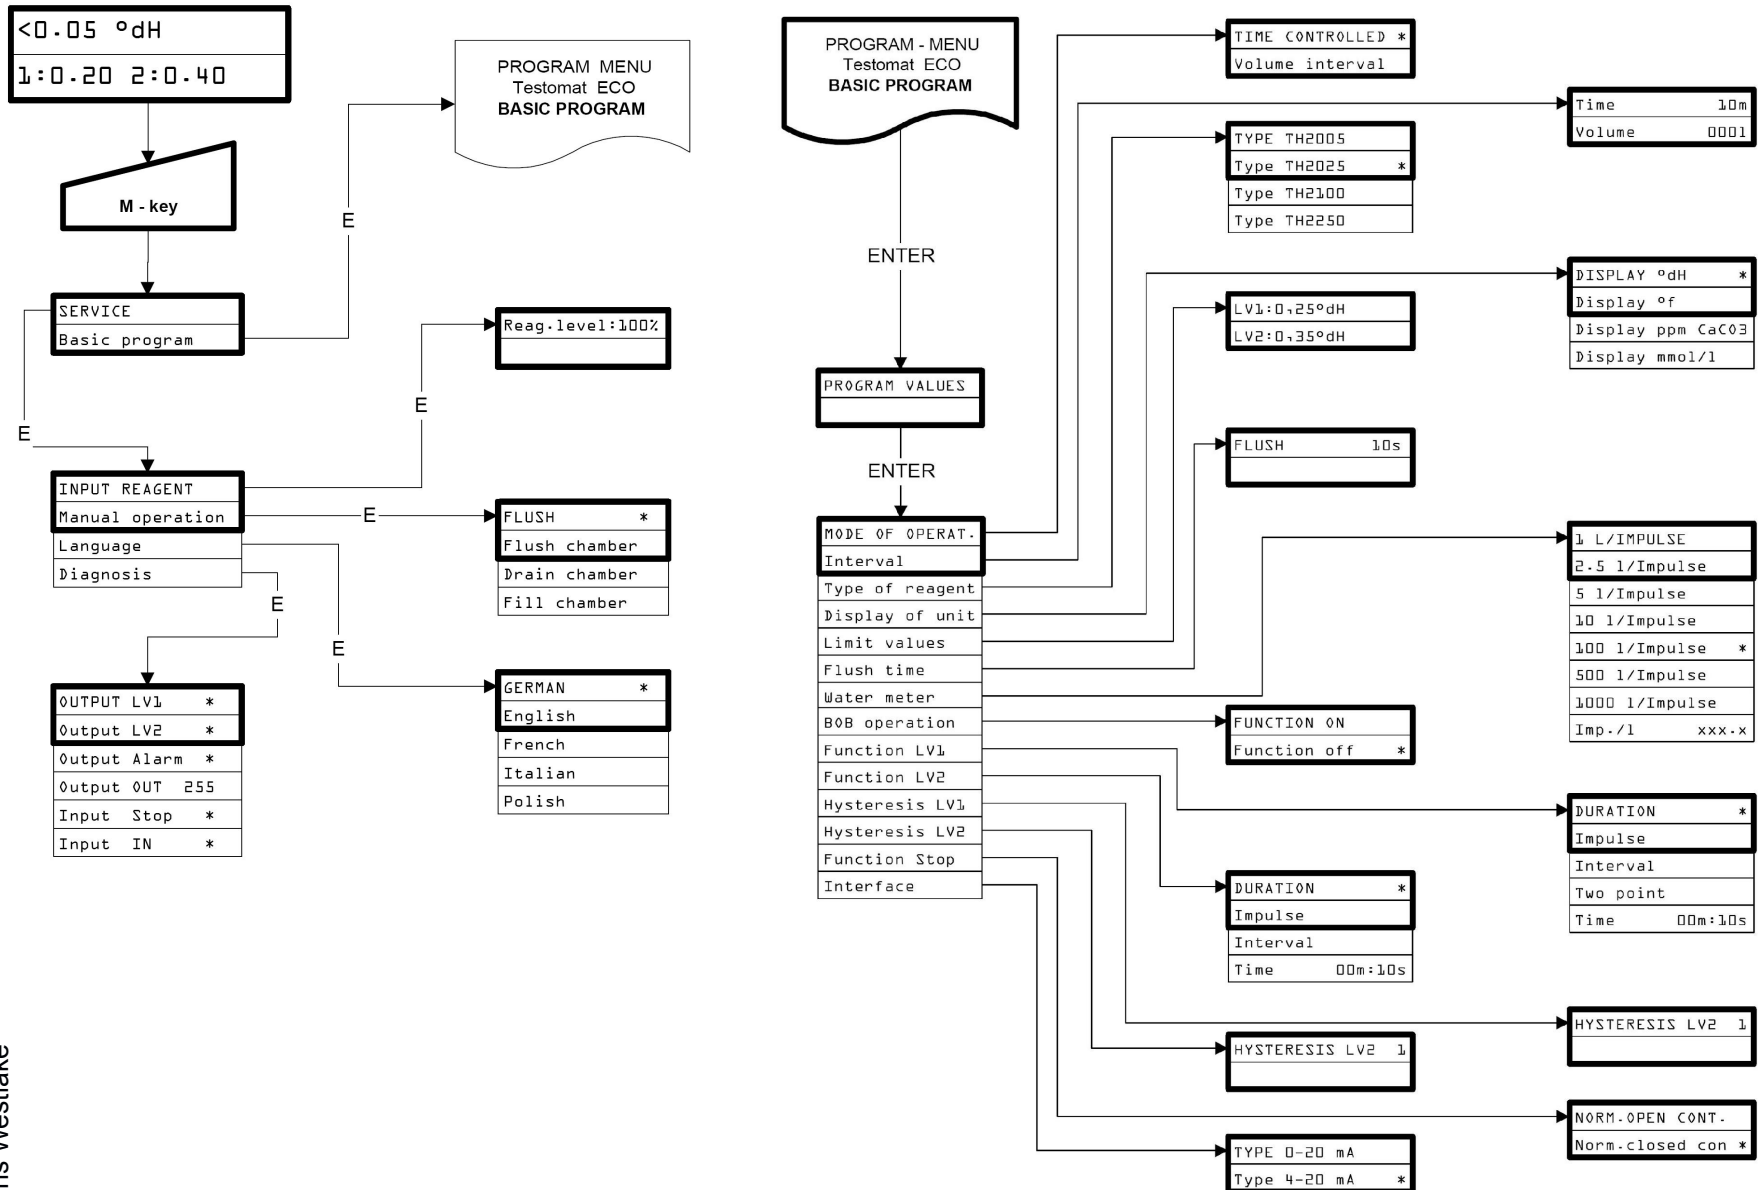 <0.05 °dH
1:0.20 2:0.40
M - key
SERVICE
Basic program
E
E
PROGRAM MENU
Testomat ECO
BASIC PROGRAM
INPUT REAGENT
Manual operation
Language
Diagnosis
E
E
E
E
Reag.level:100%
FLUSH *
Flush chamber
Drain chamber
Fill chamber
GERMAN *
English
French
Italian
Polish
OUTPUT LV1 *
Output LV2 *
Output Alarm *
Output OUT 255
Input Stop *
Input IN *
PROGRAM - MENU
Testomat ECO
BASIC PROGRAM
ENTER
PROGRAM VALUES
ENTER
MODE OF OPERAT.
Interval
Type of reagent
Display of unit
Limit values
Flush time
Water meter
BOB operation
Function LV1
Function LV2
Hysteresis LV1
Hysteresis LV2
Function Stop
Interface
TIME CONTROLLED *
Volume interval
Time 10m
Volume 0001
TYPE TH2005
Type TH2025 *
Type TH2100
Type TH2250
DISPLAY °dH *
Display °f
Display ppm CaCO3
Display mmol/l
LV1:0,25°dH
LV2:0,35°dH
FLUSH 10s
1 L/IMPULSE
2.5 l/Impulse
5 l/Impulse
10 l/Impulse
100 l/Impulse *
500 l/Impulse
1000 l/Impulse
Imp./l xxx.x
FUNCTION ON
Function off *
DURATION *
Impulse
Interval
Two point
Time 00m:10s
DURATION *
Impulse
Interval
Time 00m:10s
HYSTERESIS LV2 1
HYSTERESIS LV2 1
NORM.OPEN CONT.
Norm.closed con *
TYPE 0-20 mA
Type 4-20 mA *
Westlake